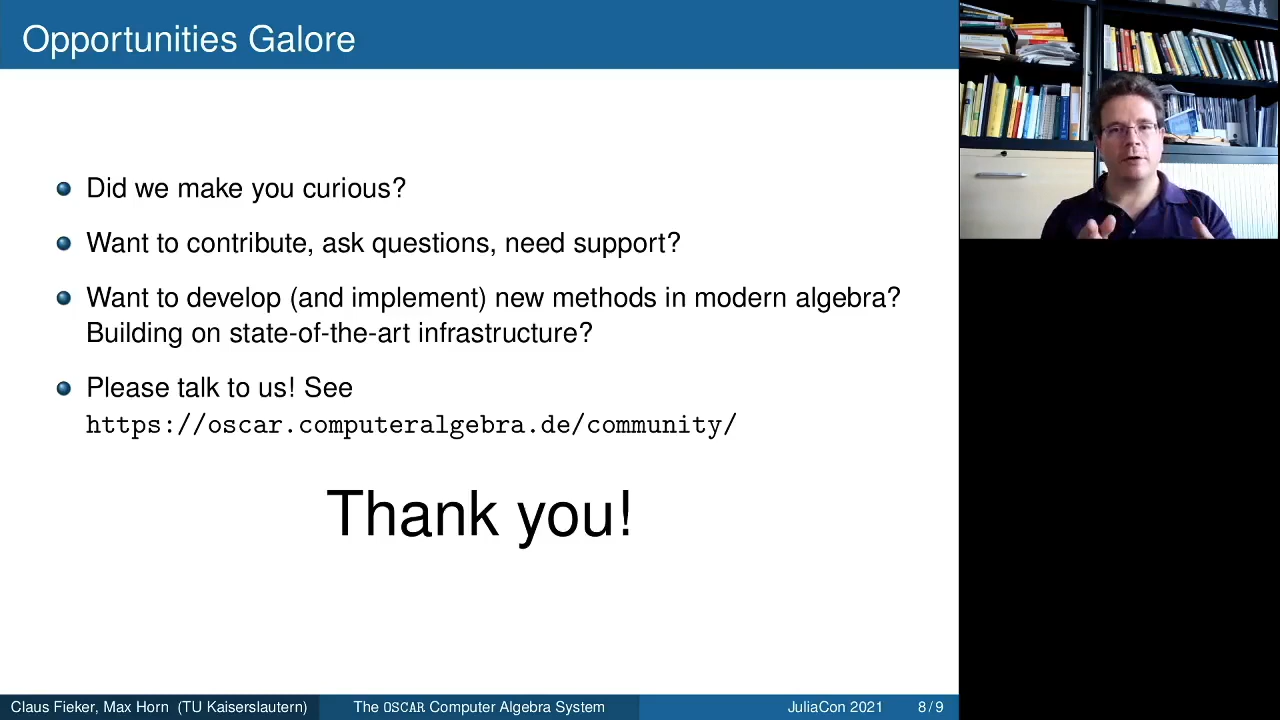 Opportunities Galore
Did we make you curious?
Want to contribute, ask questions, need support?
Want to develop (and implement) new methods in modern algebra?
Building on state-of-the-art infrastructure?
Please talk to us! See
https://oscar.computeralgebra.de/community/
Thank you!
Claus Fieker, Max Horn (TU Kaiserslautern) The OSCAR Computer Algebra System JuliaCon 2021 8/9